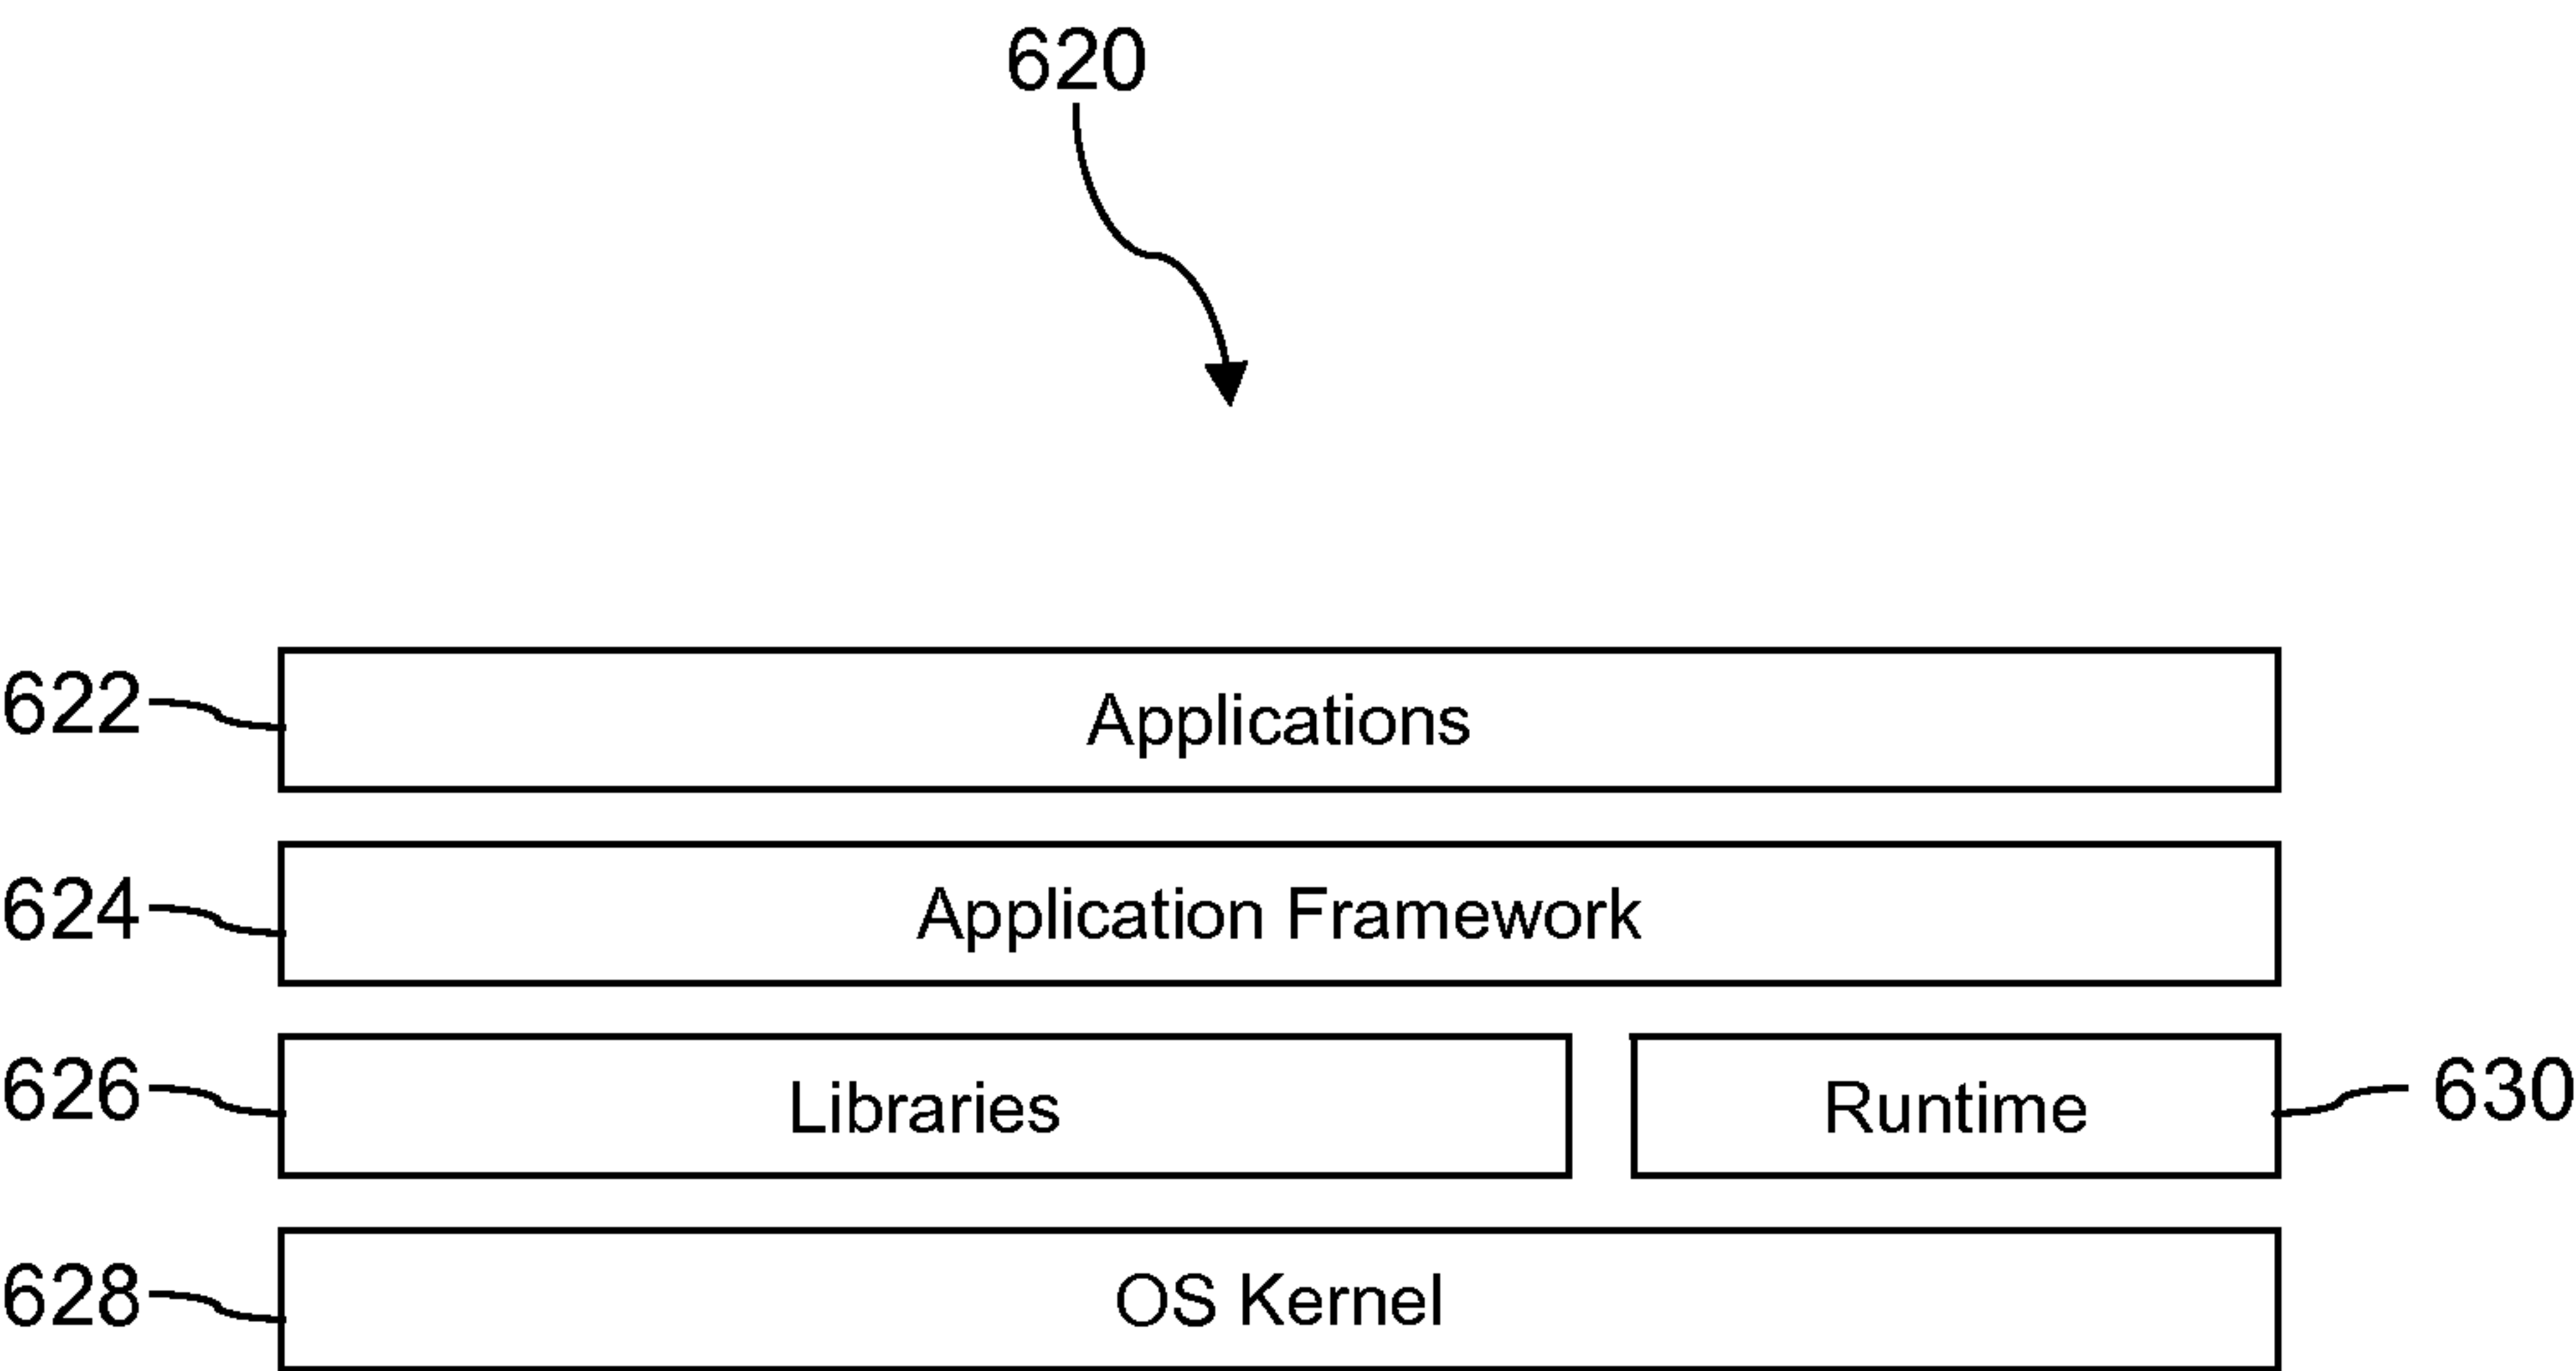 620
622 Applications
624 Application Framework
626 Libraries Runtime 630
628 OS Kernel